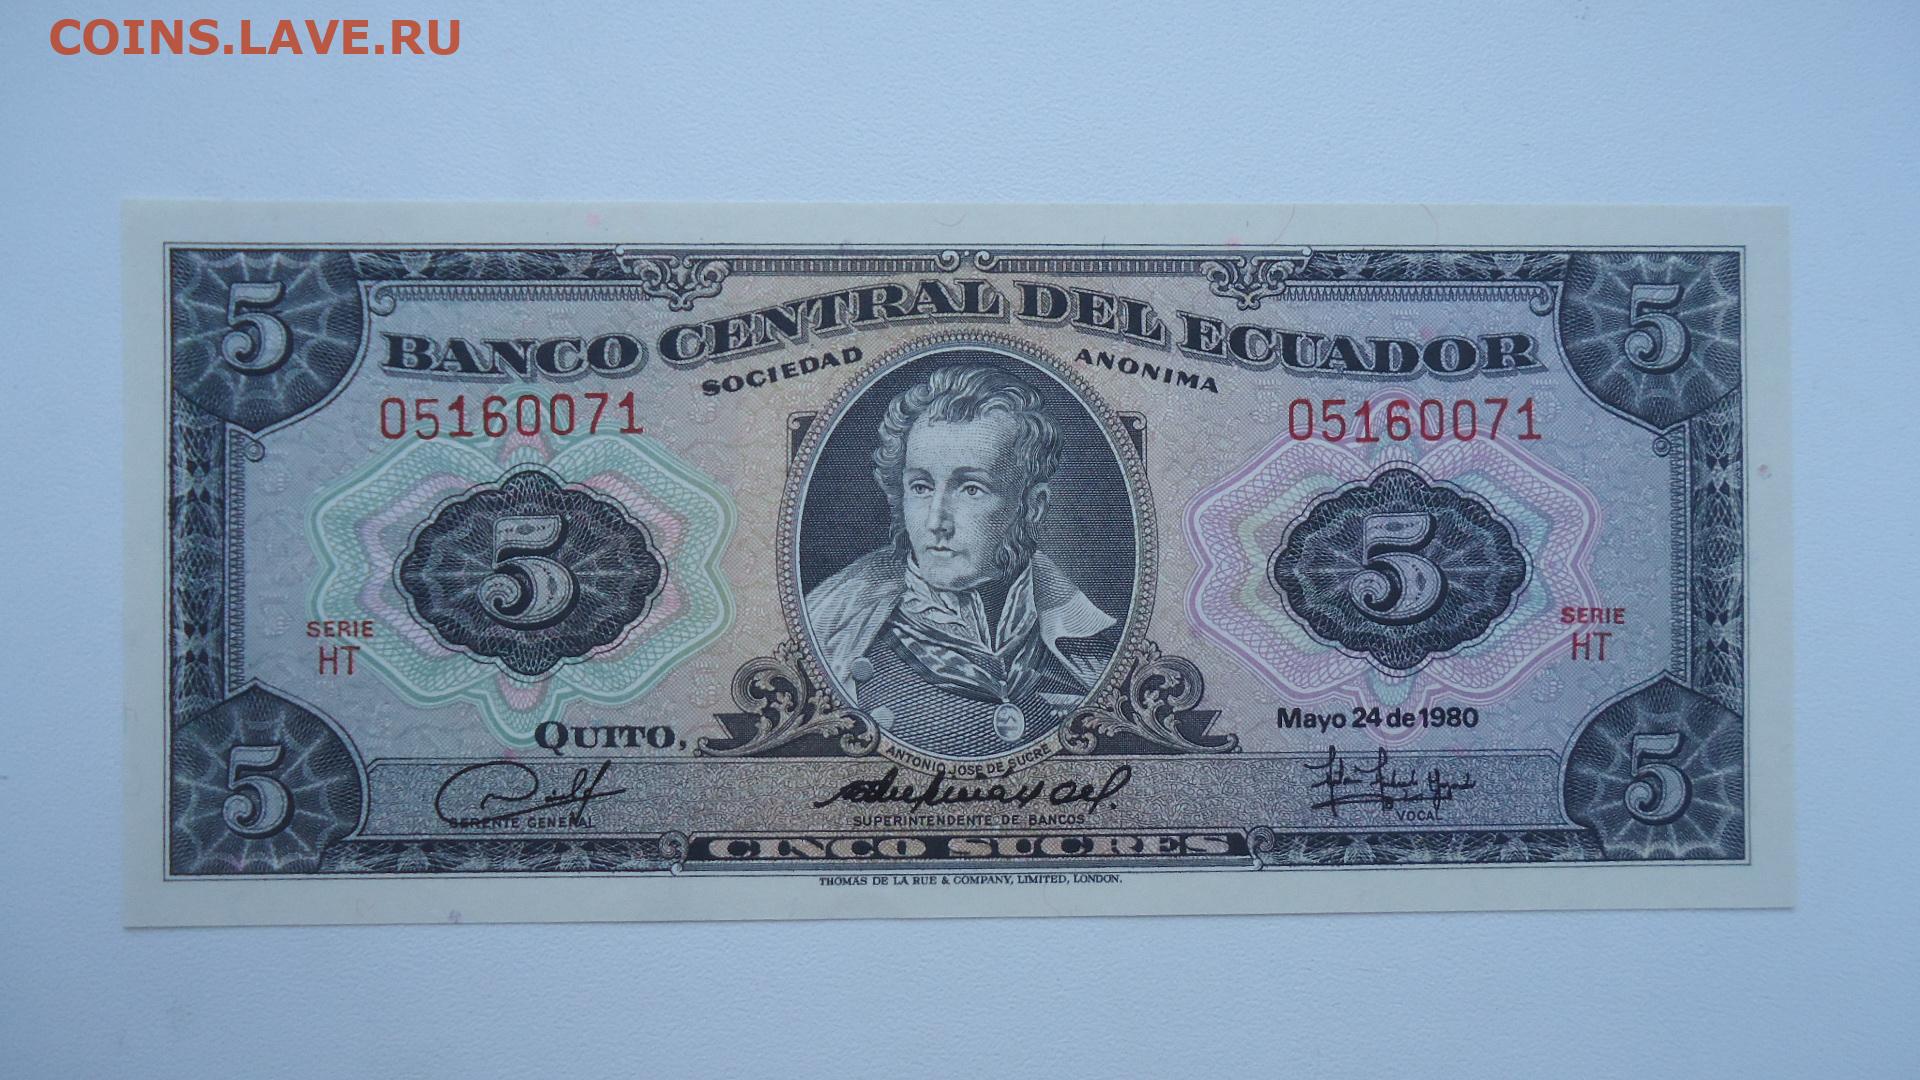 COINS.LAVE.RU
5 5
BANCO CENTRAL DEL ECUADOR
SOCIEDAD ANONIMA
05160071 05160071
5 5
SERIE HT SERIE HT
QUITO, Mayo 24 de 1980
ANTONIO JOSE DE SUCRE
GERENTE GENERAL SUPERINTENDENTE DE BANCOS VOCAL
5 5
CINCO SUCRES
THOMAS DE LA RUE & COMPANY, LIMITED, LONDON.